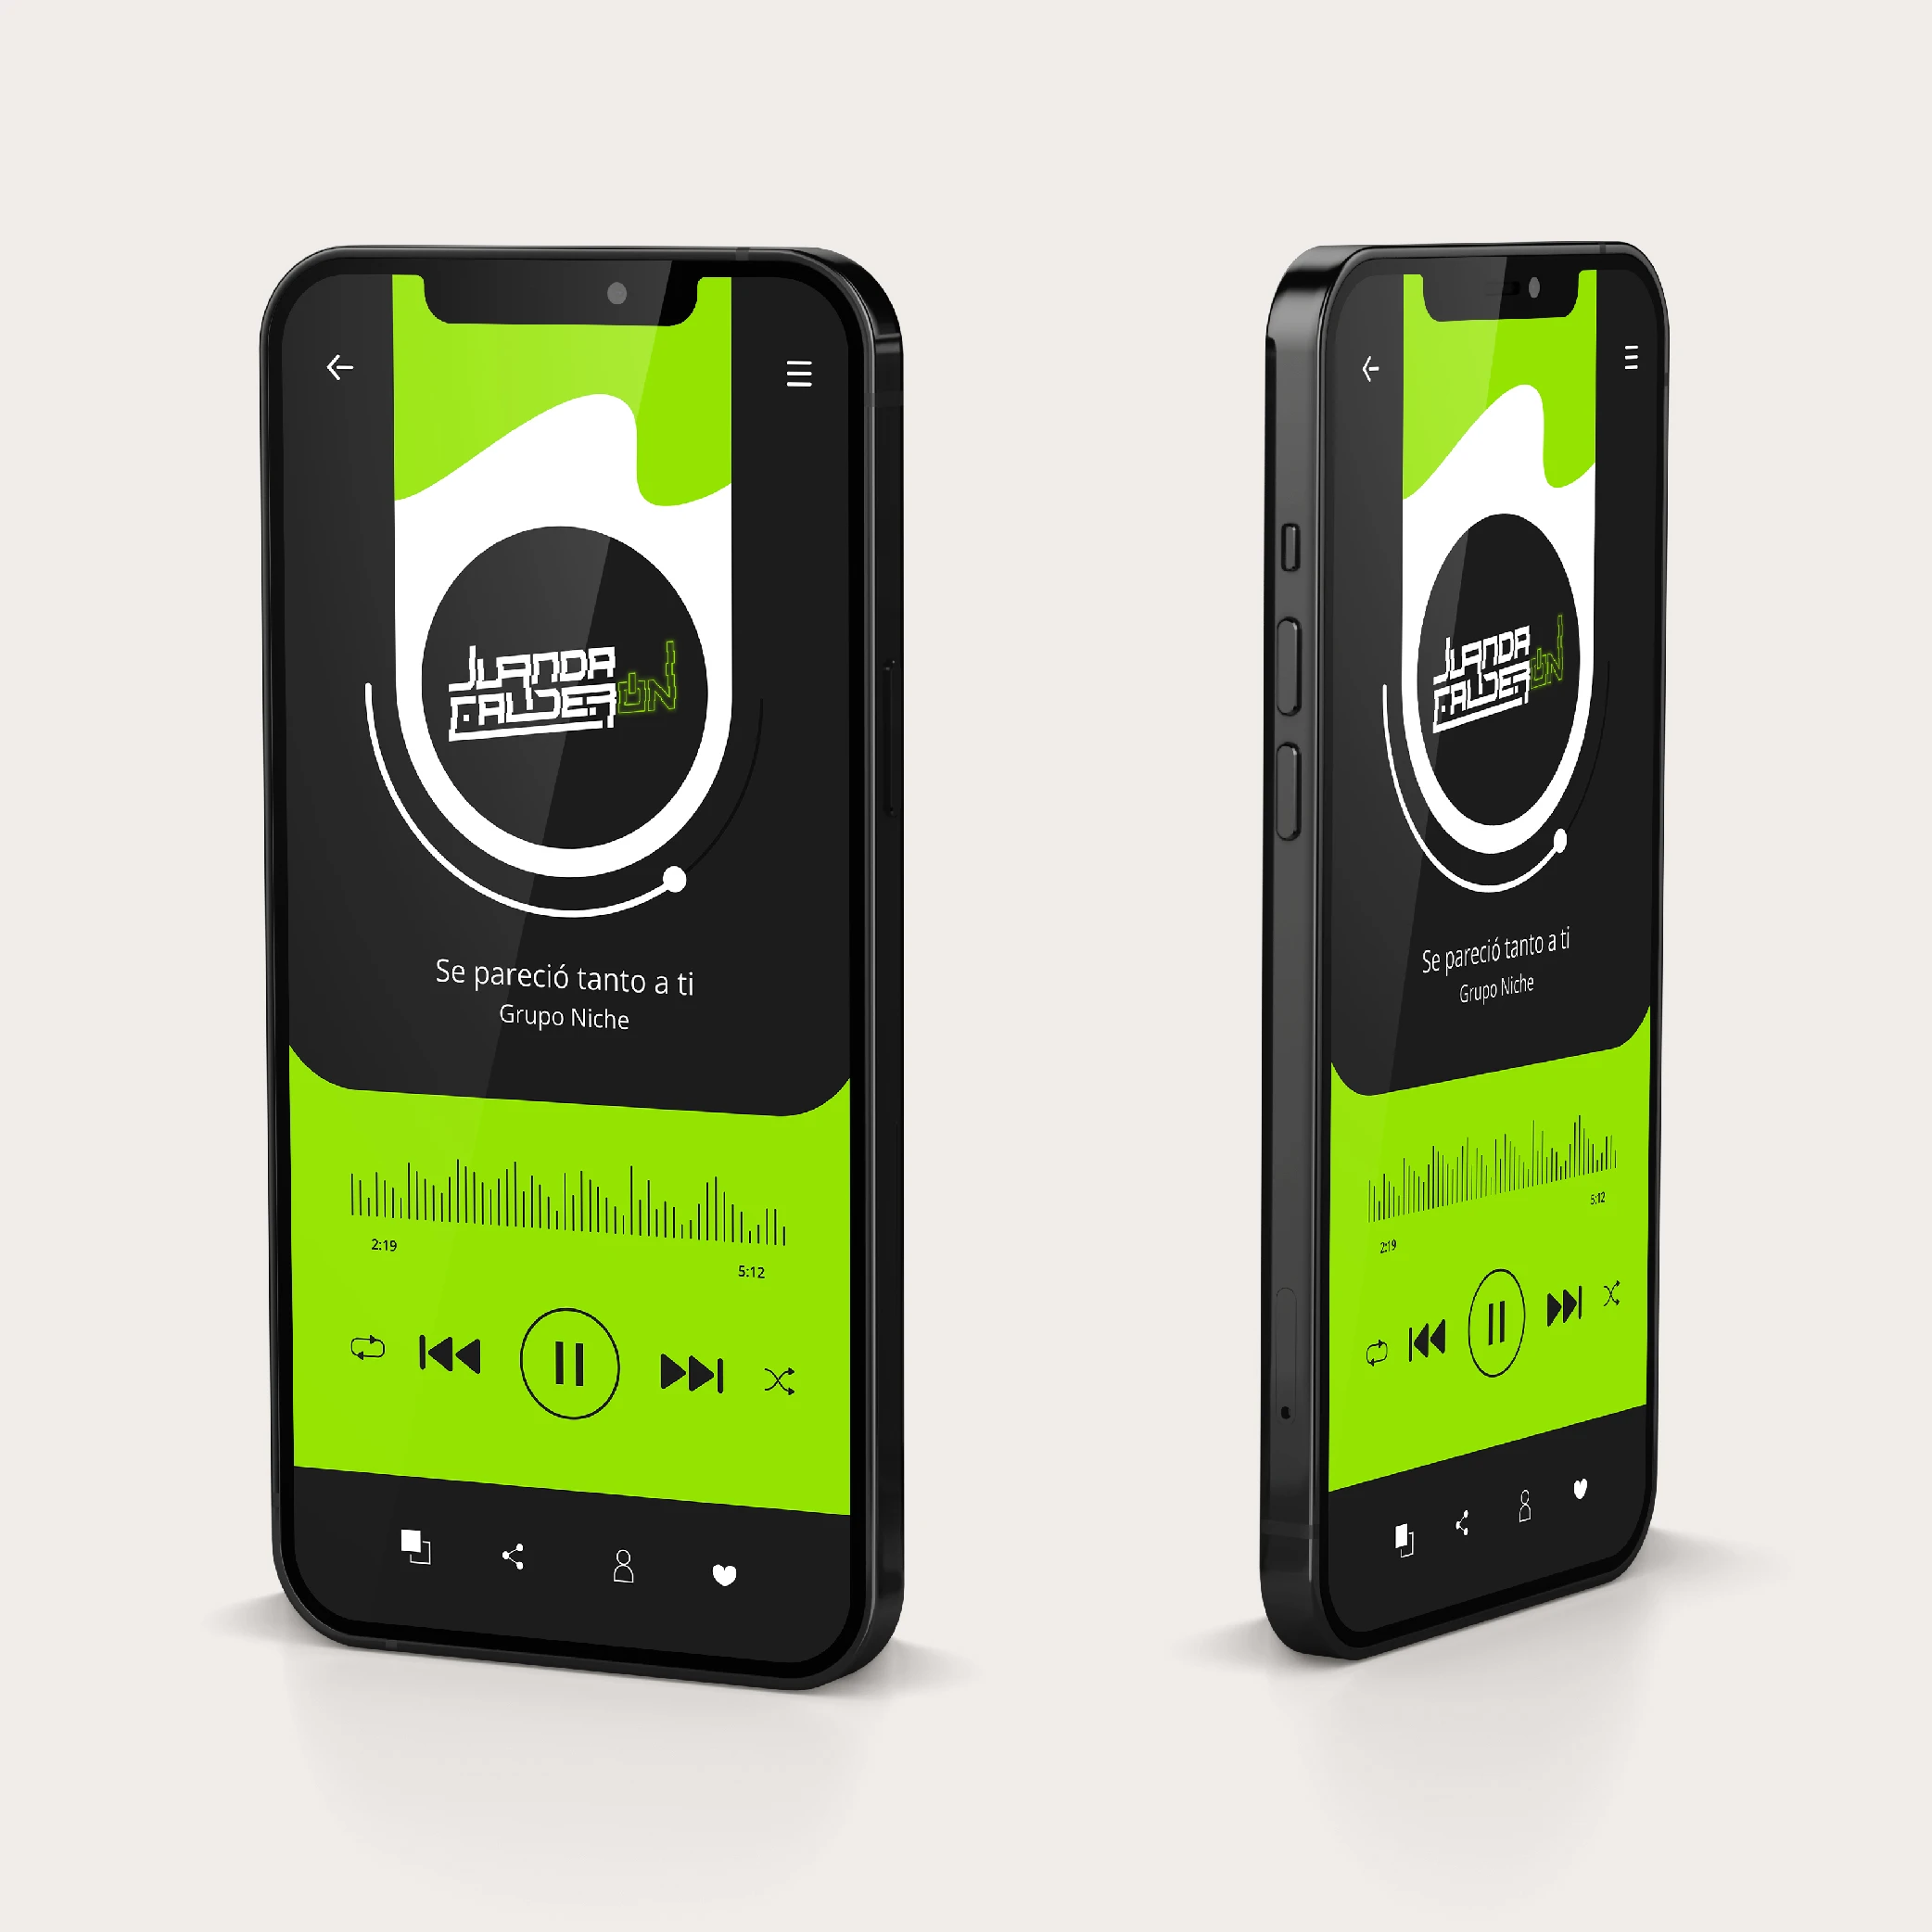 JUANDA
CALDERON
Se pareció tanto a ti
Grupo Niche
2:19
5:12
JUANDA
CALDERON
Se pareció tanto a ti
Grupo Niche
2:19
5:12